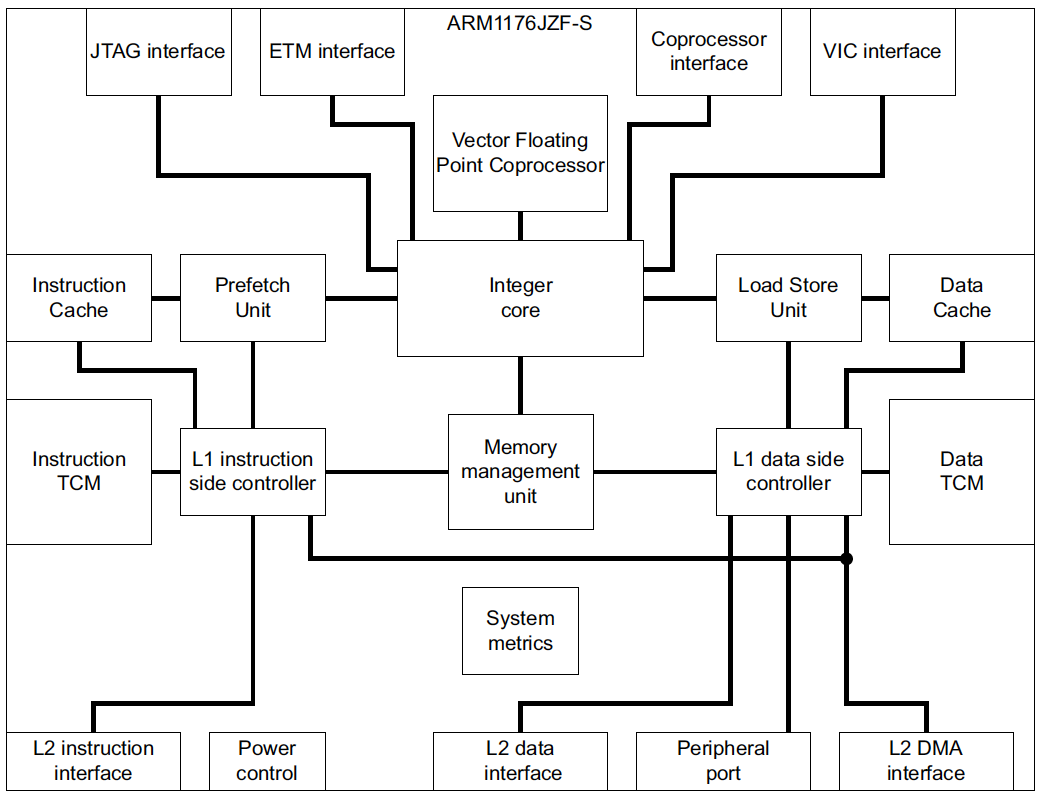 ARM1176JZF-S
JTAG interface
ETM interface
Coprocessor
interface
VIC interface
Vector Floating
Point Coprocessor
Instruction
Cache
Prefetch
Unit
Integer
core
Load Store
Unit
Data
Cache
Instruction
TCM
L1 instruction
side controller
Memory
management
unit
L1 data side
controller
Data
TCM
System
metrics
L2 instruction
interface
Power
control
L2 data
interface
Peripheral
port
L2 DMA
interface